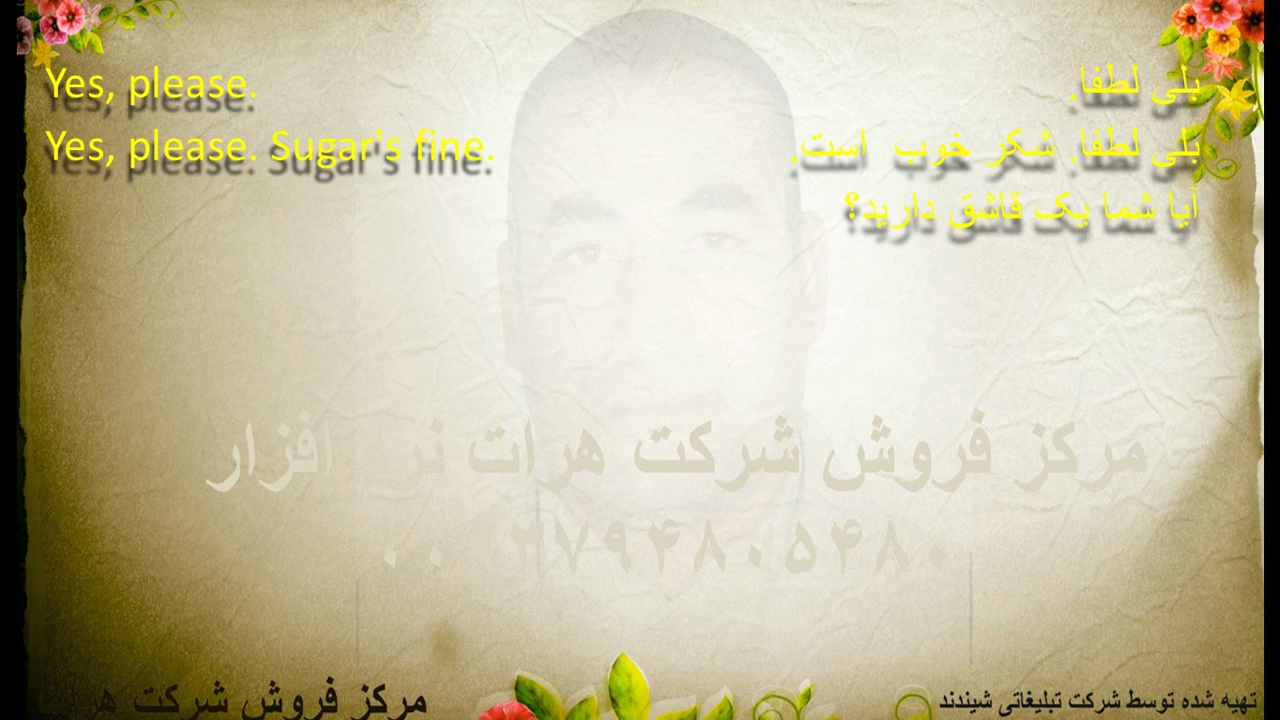 Yes, please.
بلی لطفا.
Yes, please. Sugar's fine.
بلی لطفا. شکر خوب است.
آیا شما یک قاشق دارید؟
مرکز فروش شرکت هرات نرم افزار
مرکز فروش شرکت هرات
تهیه شده توسط شرکت تبلیغاتی شیندند